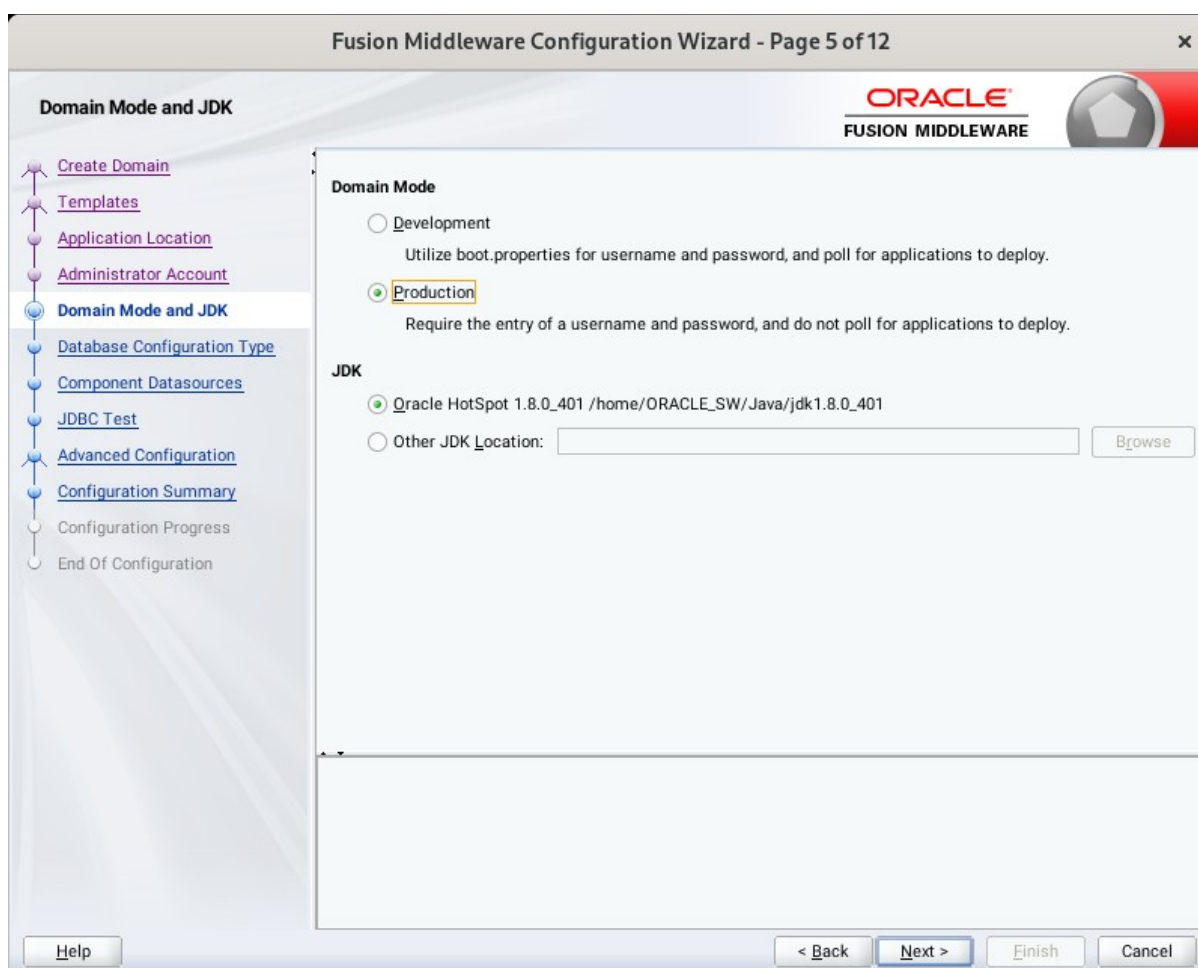 Fusion Middleware Configuration Wizard - Page 5 of 12
×
Domain Mode and JDK
ORACLE
FUSION MIDDLEWARE
Create Domain
Templates
Application Location
Administrator Account
Domain Mode and JDK
Database Configuration Type
Component Datasources
JDBC Test
Advanced Configuration
Configuration Summary
Configuration Progress
End Of Configuration
Domain Mode
Development
Utilize boot.properties for username and password, and poll for applications to deploy.
Production
Require the entry of a username and password, and do not poll for applications to deploy.
JDK
Oracle HotSpot 1.8.0_401 /home/ORACLE_SW/Java/jdk1.8.0_401
Other JDK Location: Browse
Help < Back Next > Finish Cancel